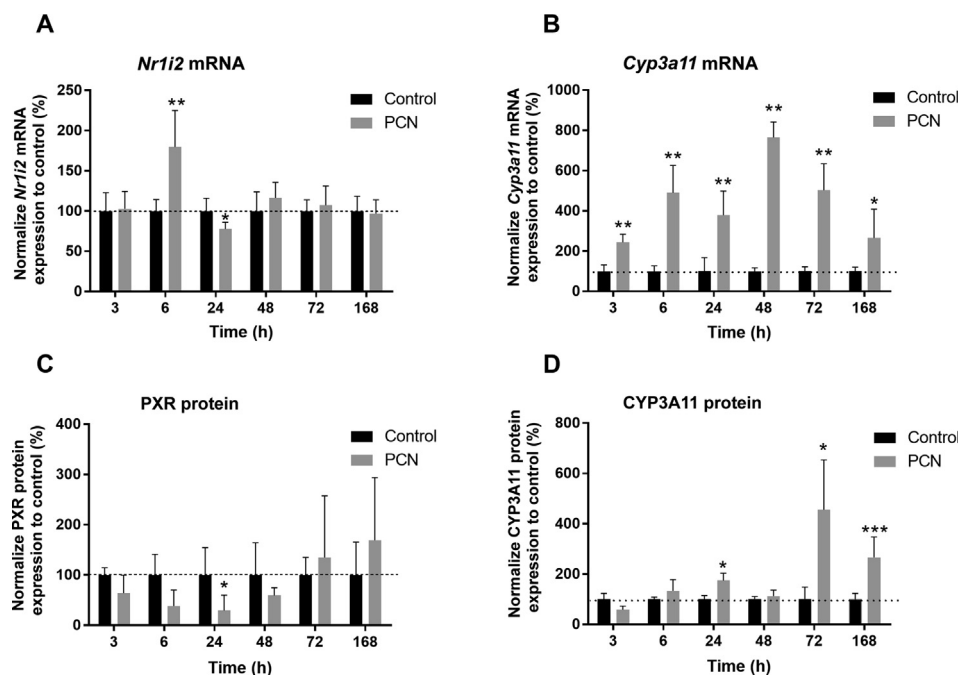 A
Nr1i2 mRNA
Normalize Nr1i2 mRNA
expression to control (%)
250
200
150
100
50
0
**
*
Control
PCN
3 6 24 48 72 168
Time (h)
B
Cyp3a11 mRNA
Normalize Cyp3a11 mRNA
expression to control (%)
1000
800
600
400
200
0
** ** ** ** ** *
Control
PCN
3 6 24 48 72 168
Time (h)
C
PXR protein
Normalize PXR protein
expression to control (%)
400
300
200
100
0
*
Control
PCN
3 6 24 48 72 168
Time (h)
D
CYP3A11 protein
Normalize CYP3A11 protein
expression to control (%)
800
600
400
200
0
* * ***
Control
PCN
3 6 24 48 72 168
Time (h)